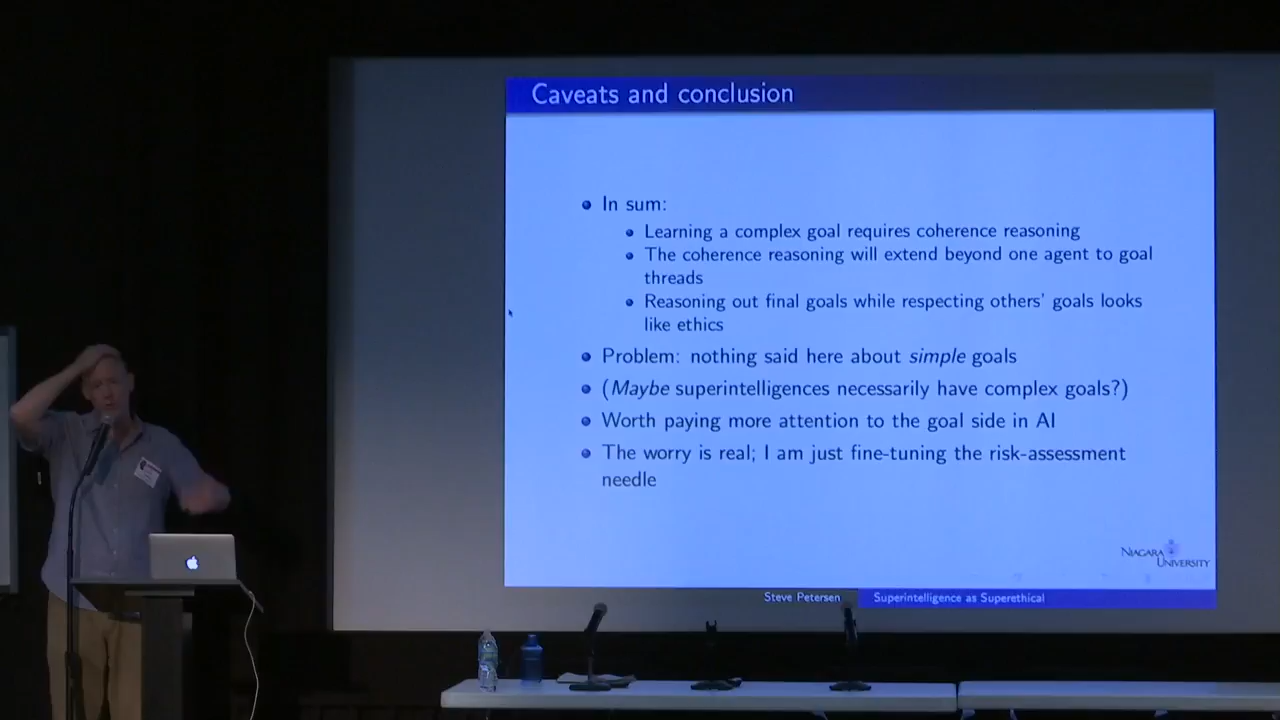 Caveats and conclusion
In sum:
Learning a complex goal requires coherence reasoning
The coherence reasoning will extend beyond one agent to goal
threads
Reasoning out final goals while respecting others' goals looks
like ethics
Problem: nothing said here about simple goals
(Maybe superintelligences necessarily have complex goals?)
Worth paying more attention to the goal side in AI
The worry is real; I am just fine-tuning the risk-assessment
needle
NIAGARA
UNIVERSITY
Steve Petersen
Superintelligence as Superethical